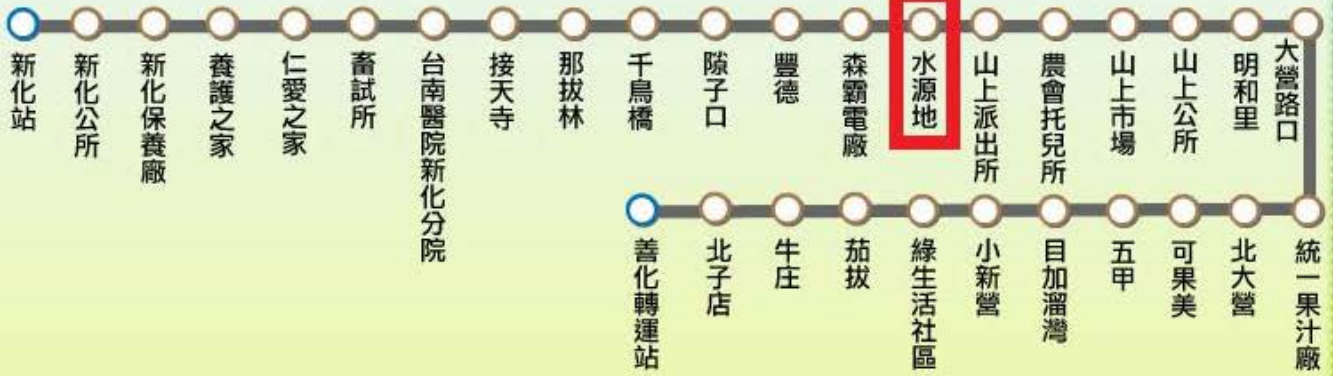 新化站
新化公所
新化保養廠
養護之家
仁愛之家
畜試所
台南醫院新化分院
接天寺
那拔林
千鳥橋
隙子口
豐德
森霸電廠
水源地
山上派出所
農會托兒所
山上市場
山上公所
明和里
大營路口
統一果汁廠
北大營
可果美
五甲
目加溜灣
小新營
綠生活社區
茄拔
牛庄
北子店
善化轉運站